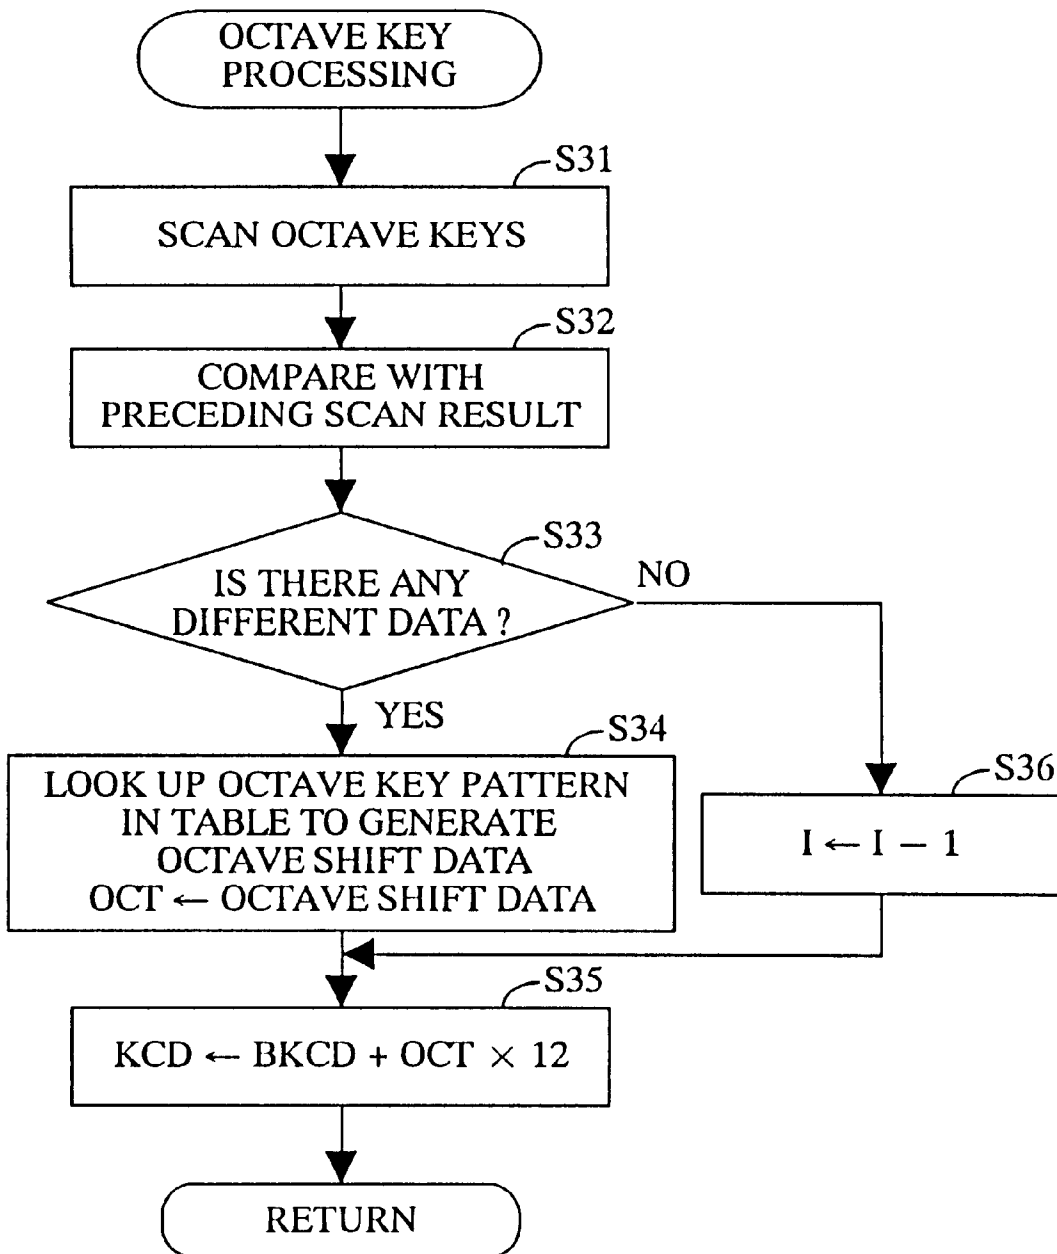 OCTAVE KEY
PROCESSING
S31
SCAN OCTAVE KEYS
S32
COMPARE WITH
PRECEDING SCAN RESULT
S33
IS THERE ANY
DIFFERENT DATA ?
NO
YES
S34
LOOK UP OCTAVE KEY PATTERN
IN TABLE TO GENERATE
OCTAVE SHIFT DATA
OCT ← OCTAVE SHIFT DATA
S36
I ← I − 1
S35
KCD ← BKCD + OCT × 12
RETURN